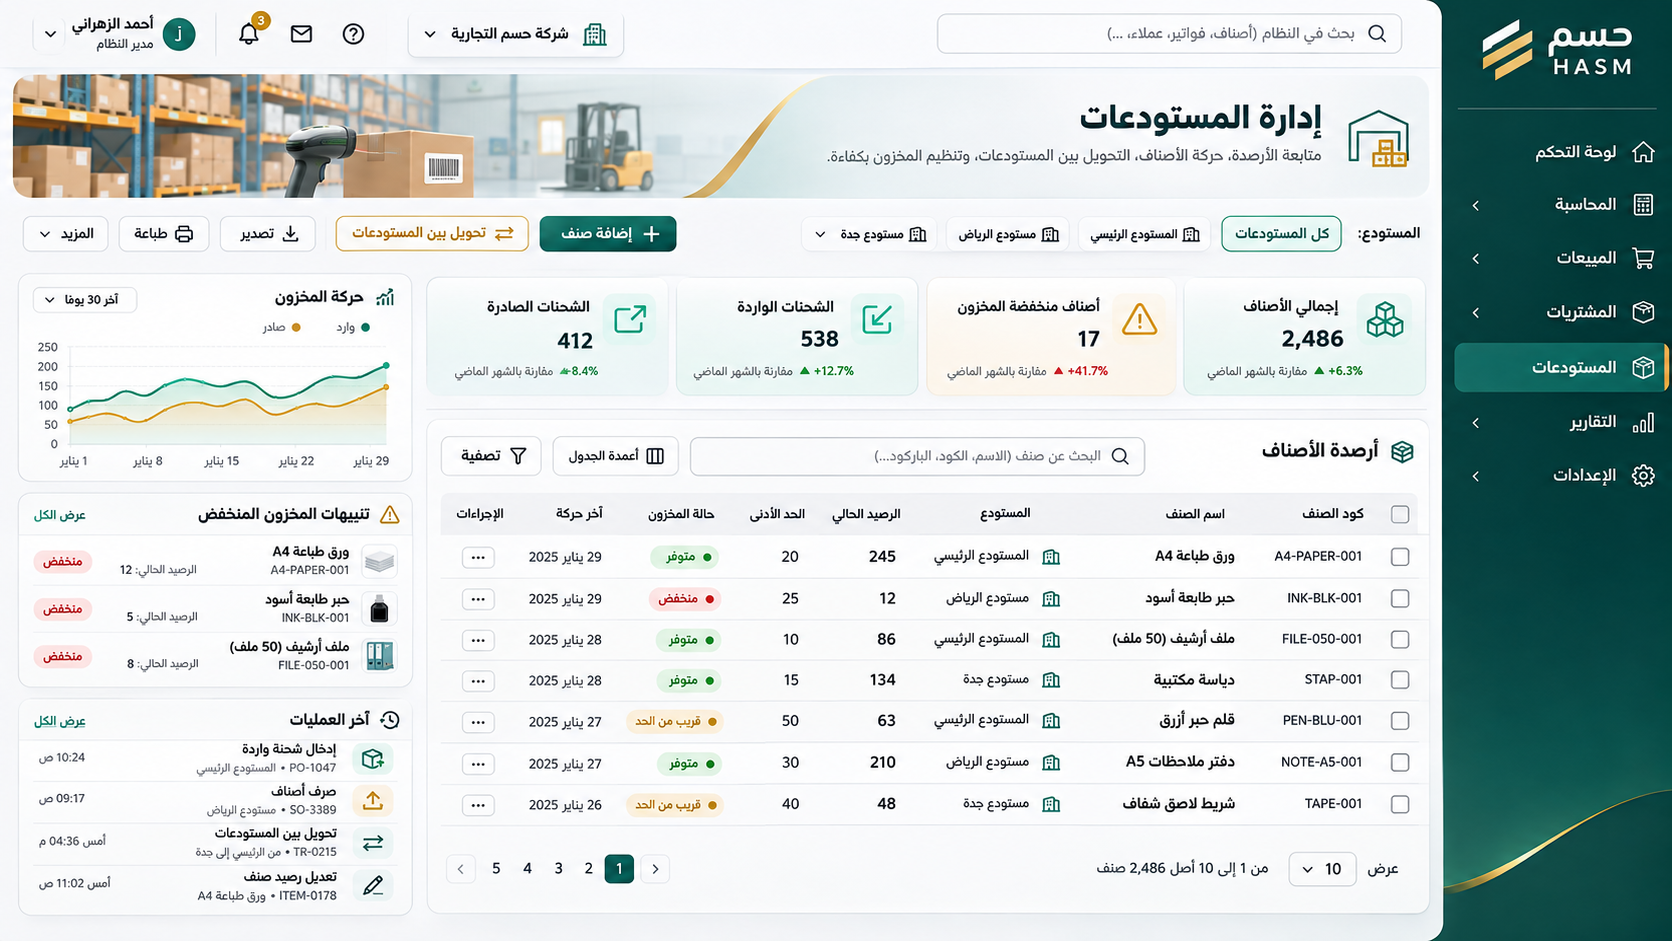 حسم
HASM
لوحة التحكم
المحاسبة
المبيعات
المشتريات
المستودعات
التقارير
الإعدادات
بحث في النظام (أصناف، فواتير، عملاء، ...)
شركة حسم التجارية
3
أحمد الزهراني
مدير النظام
إدارة المستودعات
متابعة الأرصدة، حركة الأصناف، التحويل بين المستودعات، وتنظيم المخزون بكفاءة.
المستودع:
كل المستودعات
المستودع الرئيسي
مستودع الرياض
مستودع جدة
إضافة صنف
تحويل بين المستودعات
تصدير
طباعة
المزيد
إجمالي الأصناف
2,486
+6.3% مقارنة بالشهر الماضي
أصناف منخفضة المخزون
17
+41.7% مقارنة بالشهر الماضي
الشحنات الواردة
538
+12.7% مقارنة بالشهر الماضي
الشحنات الصادرة
412
8.4% مقارنة بالشهر الماضي
أرصدة الأصناف
البحث عن صنف (الاسم، الكود، الباركود...)
أعمدة الجدول
تصفية
كود الصنف اسم الصنف المستودع الرصيد الحالي الحد الأدنى حالة المخزون آخر حركة الإجراءات
A4-PAPER-001 ورق طباعة A4 المستودع الرئيسي 245 20 متوفر 29 يناير 2025
INK-BLK-001 حبر طابعة أسود مستودع الرياض 12 25 منخفض 29 يناير 2025
FILE-050-001 ملف أرشيف (50 ملف) المستودع الرئيسي 86 10 متوفر 28 يناير 2025
STAP-001 دباسة مكتبية مستودع جدة 134 15 متوفر 28 يناير 2025
PEN-BLU-001 قلم حبر أزرق المستودع الرئيسي 63 50 قريب من الحد 27 يناير 2025
NOTE-A5-001 دفتر ملاحظات A5 مستودع الرياض 210 30 متوفر 27 يناير 2025
TAPE-001 شريط لاصق شفاف مستودع جدة 48 40 قريب من الحد 26 يناير 2025
عرض 10 من 1 إلى 10 أصل 2,486 صنف
1 2 3 4 5
حركة المخزون
آخر 30 يومًا
وارد صادر
250
200
150
100
50
0
1 يناير 8 يناير 15 يناير 22 يناير 29 يناير
تنبيهات المخزون المنخفض
عرض الكل
ورق طباعة A4
A4-PAPER-001
الرصيد الحالي: 12
منخفض
حبر طابعة أسود
INK-BLK-001
الرصيد الحالي: 5
منخفض
ملف أرشيف (50 ملف)
FILE-050-001
الرصيد الحالي: 8
منخفض
آخر العمليات
عرض الكل
إدخال شحنة واردة
PO-1047 • المستودع الرئيسي
10:24 ص
صرف أصناف
SO-3389 • مستودع الرياض
09:17 ص
تحويل بين المستودعات
TR-0215 • من الرئيسي إلى جدة
أمس 04:36 م
تعديل رصيد صنف
ITEM-0178 • ورق طباعة A4
أمس 11:02 ص